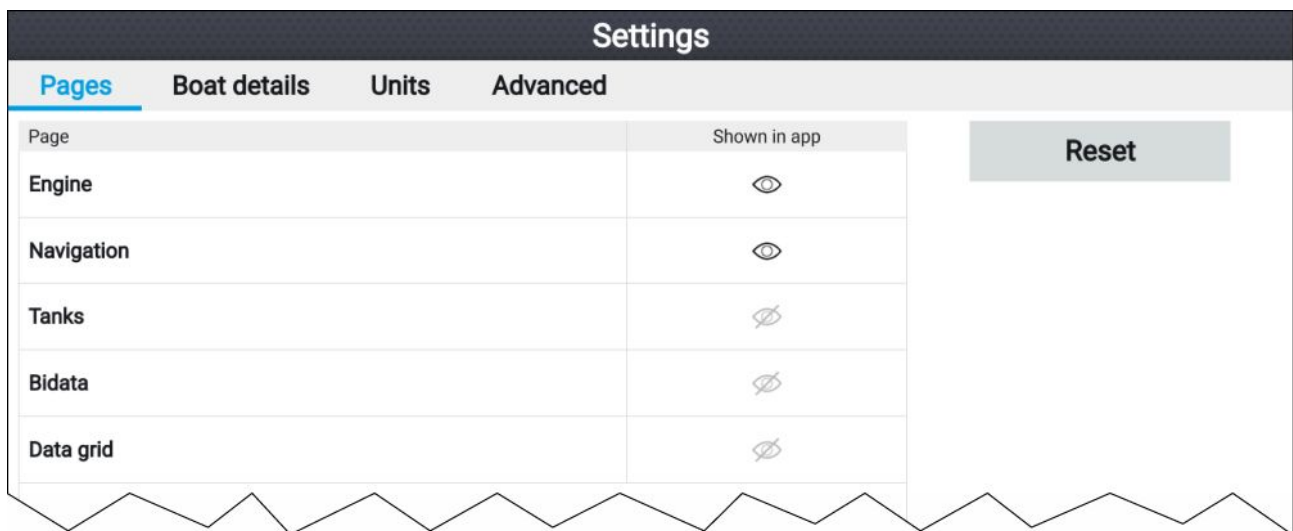 Settings
Pages Boat details Units Advanced
Page Shown in app
Reset
Engine
Navigation
Tanks
Bidata
Data grid